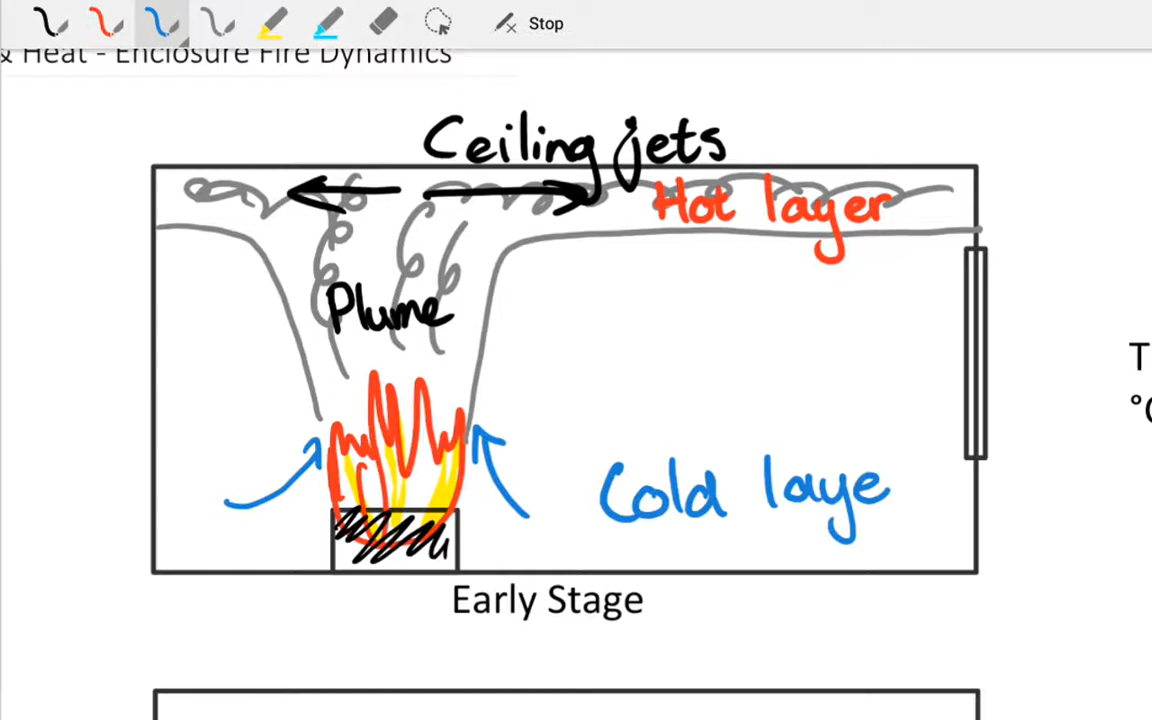 Stop
& Heat - Enclosure Fire Dynamics
Ceiling jets
Hot layer
Plume
T
°C
Cold laye
Early Stage